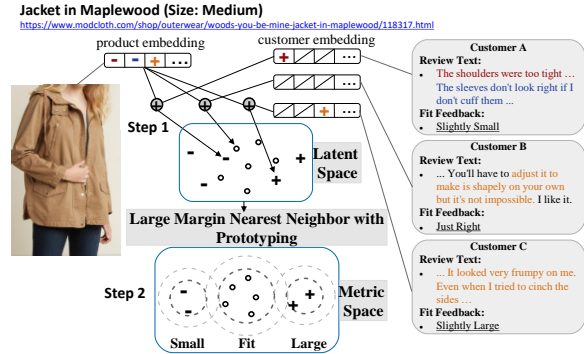 Jacket in Maplewood (Size: Medium)
https://www.modcloth.com/shop/outerwear/woods-you-be-mine-jacket-in-maplewood/118317.html
product embedding
customer embedding
- - + ...
+ ...
...
+ ...
+ + +
Step 1
Latent
Space
Large Margin Nearest Neighbor with
Prototyping
Step 2
Metric
Space
Small Fit Large
Customer A
Review Text:
• The shoulders were too tight ...
The sleeves don't look right if I
don't cuff them ...
Fit Feedback:
• Slightly Small
Customer B
Review Text:
• ... You'll have to adjust it to
make is shapely on your own
but it's not impossible. I like it.
Fit Feedback:
• Just Right
Customer C
Review Text:
• ... It looked very frumpy on me.
Even when I tried to cinch the
sides ...
Fit Feedback:
• Slightly Large